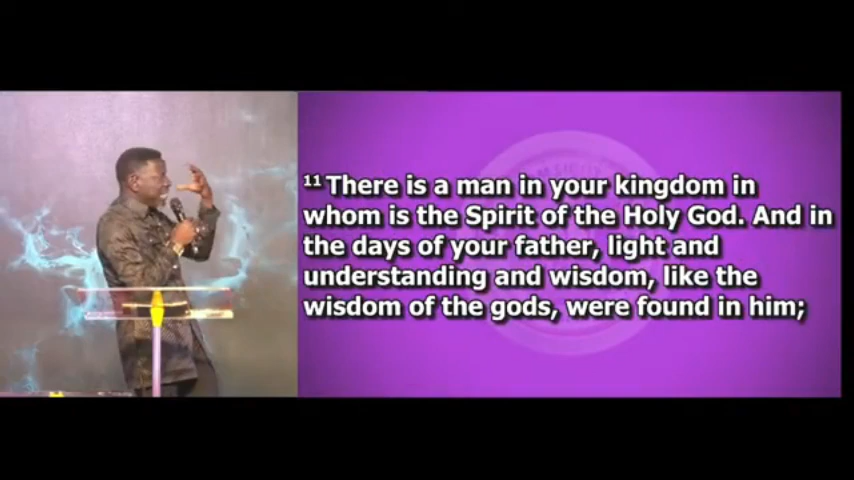 11 There is a man in your kingdom in
whom is the Spirit of the Holy God. And in
the days of your father, light and
understanding and wisdom, like the
wisdom of the gods, were found in him;